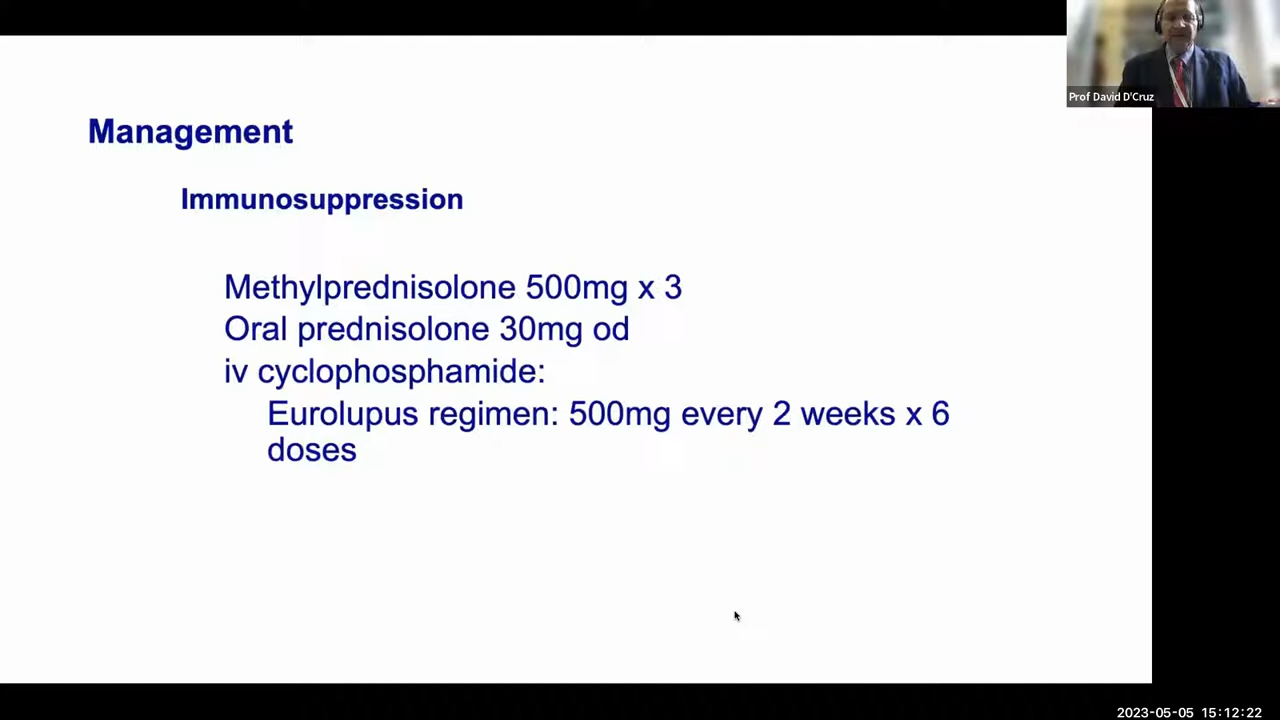 Prof David D'Cruz
Management
Immunosuppression
Methylprednisolone 500mg x 3
Oral prednisolone 30mg od
iv cyclophosphamide:
Eurolupus regimen: 500mg every 2 weeks x 6
doses
2023-05-05 15:12:22